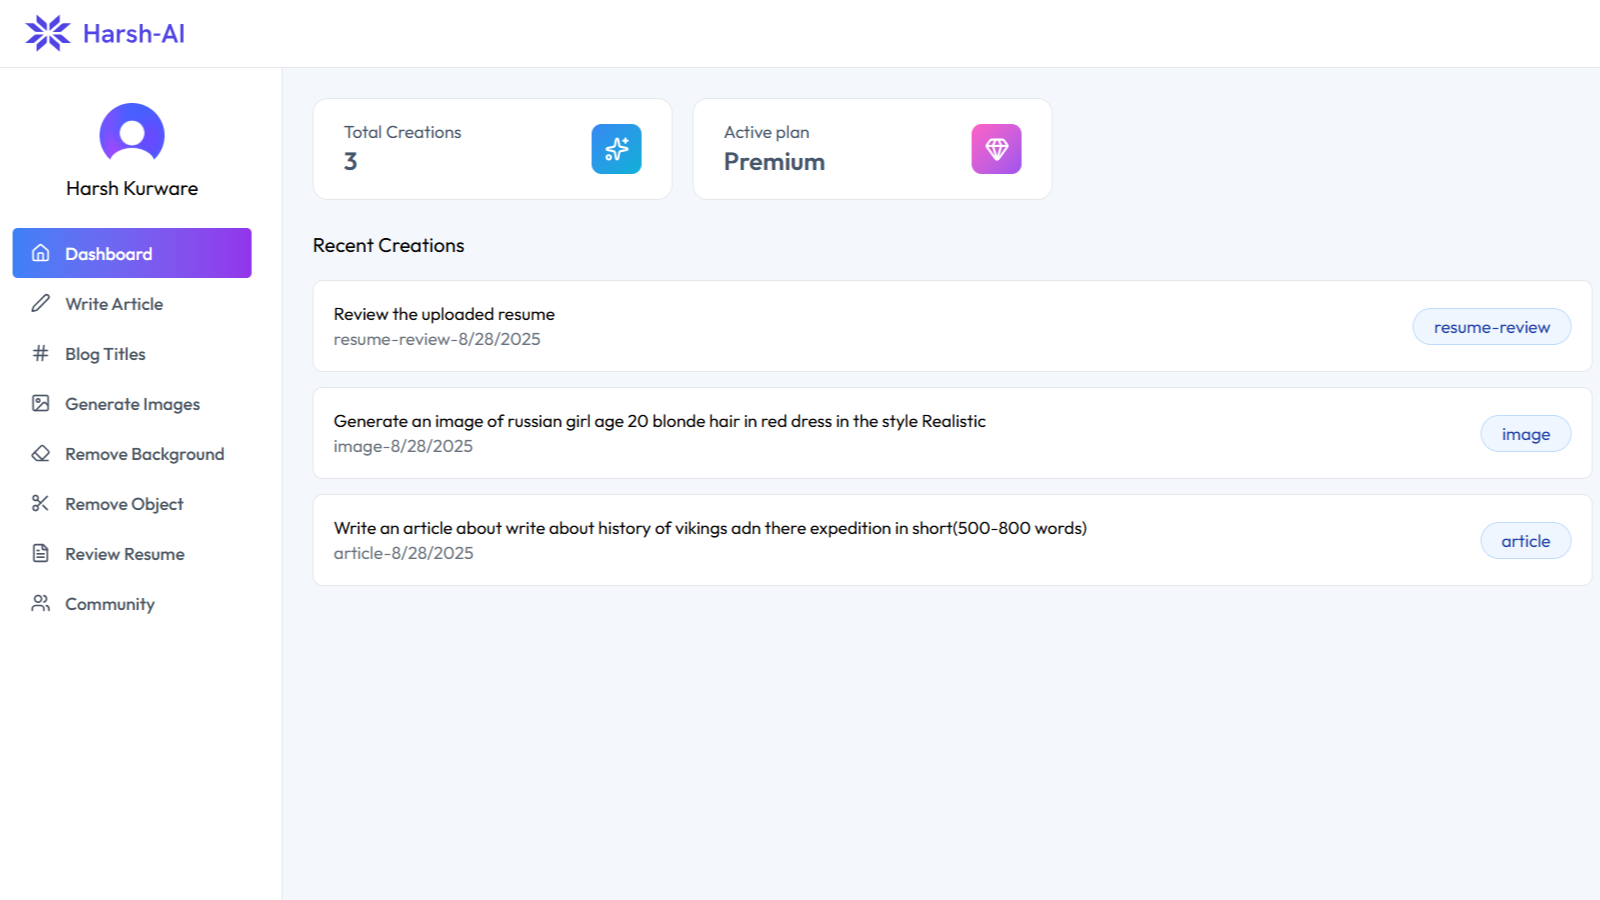 Harsh-AI
Harsh Kurware
Dashboard
Write Article
Blog Titles
Generate Images
Remove Background
Remove Object
Review Resume
Community
Total Creations
3
Active plan
Premium
Recent Creations
Review the uploaded resume
resume-review-8/28/2025
resume-review
Generate an image of russian girl age 20 blonde hair in red dress in the style Realistic
image-8/28/2025
image
Write an article about write about history of vikings adn there expedition in short(500-800 words)
article-8/28/2025
article